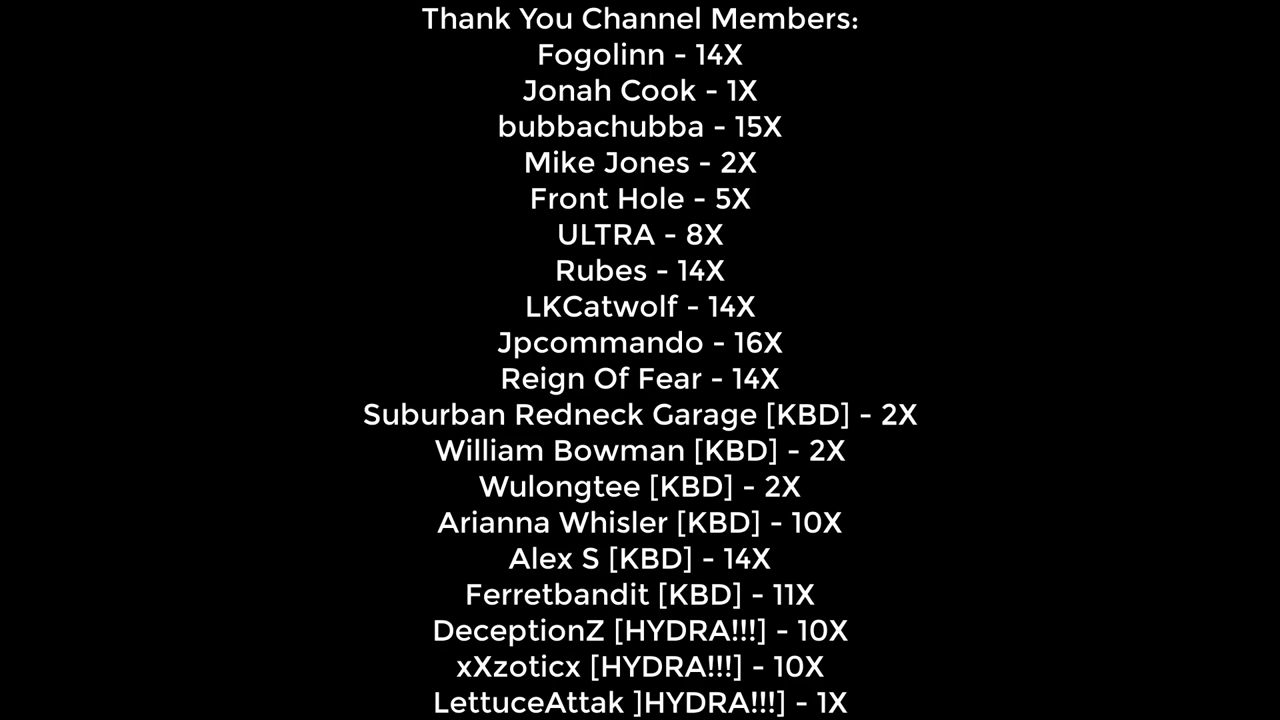 Thank You Channel Members:
Fogolinn - 14X
Jonah Cook - 1X
bubbachubba - 15X
Mike Jones - 2X
Front Hole - 5X
ULTRA - 8X
Rubes - 14X
LKCatwolf - 14X
Jpcommando - 16X
Reign Of Fear - 14X
Suburban Redneck Garage [KBD] - 2X
William Bowman [KBD] - 2X
Wulongtee [KBD] - 2X
Arianna Whisler [KBD] - 10X
Alex S [KBD] - 14X
Ferretbandit [KBD] - 11X
DeceptionZ [HYDRA!!!] - 10X
xXzoticx [HYDRA!!!] - 10X
LettuceAttak ]HYDRA!!!] - 1X